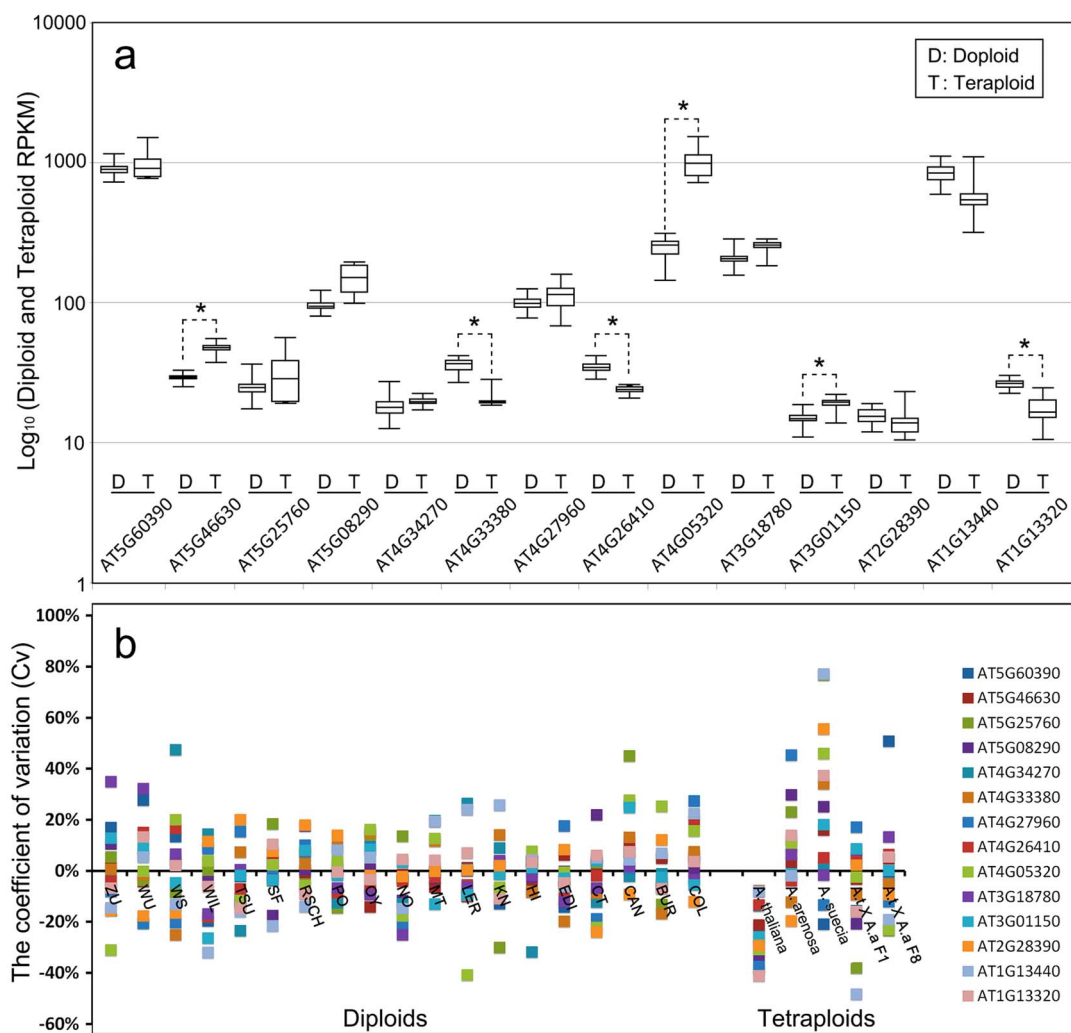 a
D: Doploid
T: Teraploid
Log₁₀ (Diploid and Tetraploid RPKM)
10000
1000
100
10
1
* * * * * *
D T D T D T D T D T D T D T D T D T D T D T D T D T D T
AT5G60390
AT5G46630
AT5G25760
AT5G08290
AT4G34270
AT4G33380
AT4G27960
AT4G26410
AT4G05320
AT3G18780
AT3G01150
AT2G28390
AT1G13440
AT1G13320
b
The coefficient of variation (Cv)
100%
80%
60%
40%
20%
0%
-20%
-40%
-60%
ZU
WU
WS
WIL
TSU
SF
RSCH
PO
OY
NO
MT
LER
KN
HI
EDI
CT
CAN
BUR
COL
A. thaliana
A. arenosa
A. suecia
A.t X A.a F1
A.t X A.a F8
Diploids
Tetraploids
AT5G60390
AT5G46630
AT5G25760
AT5G08290
AT4G34270
AT4G33380
AT4G27960
AT4G26410
AT4G05320
AT3G18780
AT3G01150
AT2G28390
AT1G13440
AT1G13320